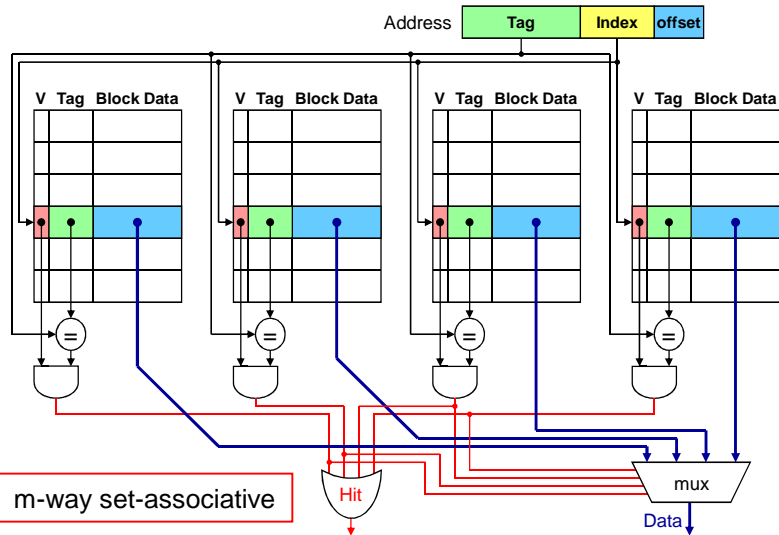 Address Tag Index offset
V Tag Block Data V Tag Block Data V Tag Block Data V Tag Block Data
= = = =
m-way set-associative Hit mux
Data